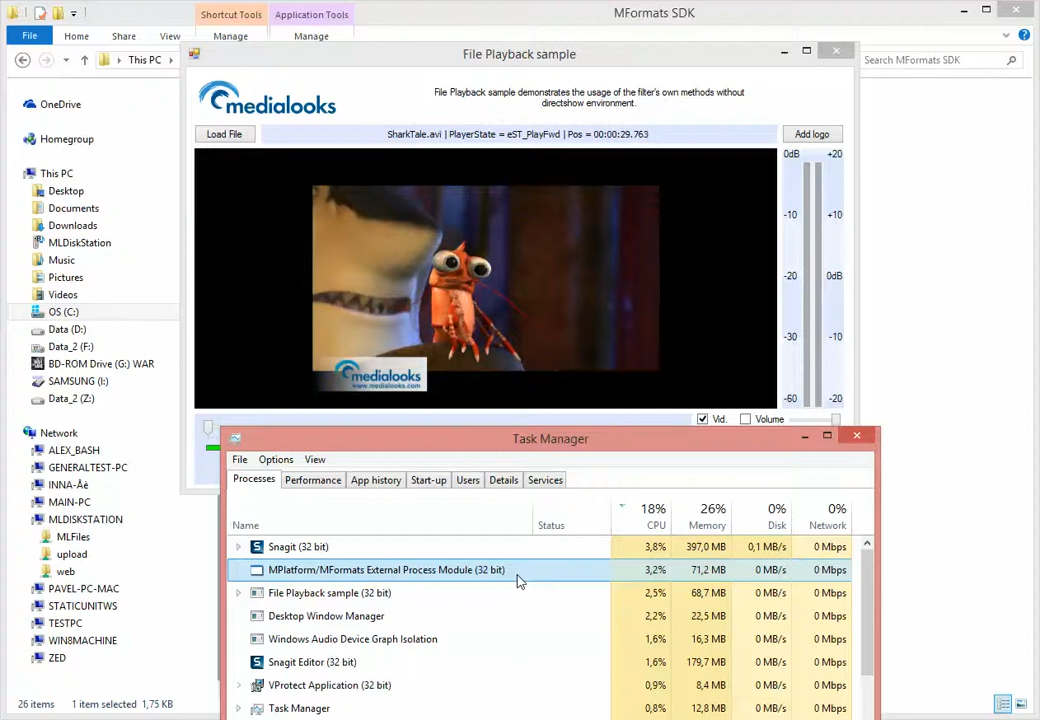 Shortcut Tools
Application Tools
MFormats SDK
File
Home
Share
View
Manage
Manage
This PC
Search MFormats SDK
File Playback sample
medialooks
File Playback sample demonstrates the usage of the filter's own methods without
directshow environment.
Load File
SharkTale.avi | PlayerState = eST_PlayFwd | Pos = 00:00:29.763
Add logo
0dB
+20
-10
+10
-20
0dB
-30
-10
-60
-20
medialooks
www.medialooks.com
Vid.
Volume
OneDrive
Homegroup
This PC
Desktop
Documents
Downloads
MLDiskStation
Music
Pictures
Videos
OS (C:)
Data (D:)
Data_2 (F:)
BD-ROM Drive (G:) WAR
SAMSUNG (I:)
Data_2 (Z:)
Network
ALEX_BASH
GENERALTEST-PC
INNA-Åè
MAIN-PC
MLDISKSTATION
MLFiles
upload
web
PAVEL-PC-MAC
STATICUNITWS
TESTPC
WIN8MACHINE
ZED
26 items
1 item selected 1,75 KB
Task Manager
File Options View
Processes Performance App history Start-up Users Details Services
18% 26% 0% 0%
Name Status CPU Memory Disk Network
Snagit (32 bit) 3,8% 397,0 MB 0,1 MB/s 0 Mbps
MPlatform/MFormats External Process Module (32 bit) 3,2% 71,2 MB 0 MB/s 0 Mbps
File Playback sample (32 bit) 2,5% 68,7 MB 0 MB/s 0 Mbps
Desktop Window Manager 2,2% 22,5 MB 0 MB/s 0 Mbps
Windows Audio Device Graph Isolation 1,6% 16,3 MB 0 MB/s 0 Mbps
Snagit Editor (32 bit) 1,6% 179,7 MB 0 MB/s 0 Mbps
VProtect Application (32 bit) 0,9% 8,4 MB 0 MB/s 0 Mbps
Task Manager 0,8% 12,8 MB 0 MB/s 0 Mbps